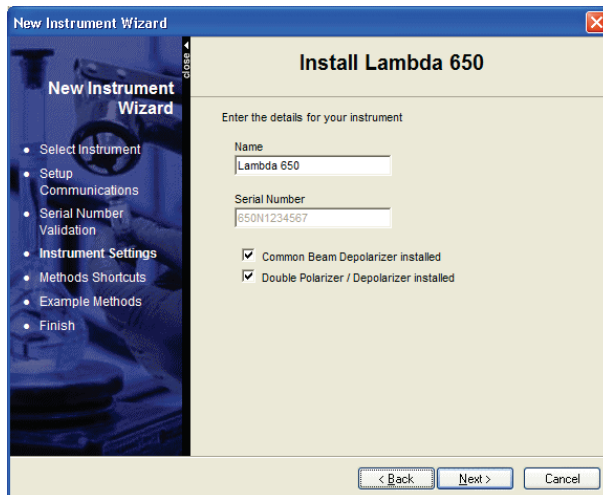 New Instrument Wizard
close
New Instrument
Wizard
Select Instrument
Setup
Communications
Serial Number
Validation
Instrument Settings
Methods Shortcuts
Example Methods
Finish
Install Lambda 650
Enter the details for your instrument
Name
Lambda 650
Serial Number
650N1234567
Common Beam Depolarizer installed
Double Polarizer / Depolarizer installed
< Back
Next >
Cancel